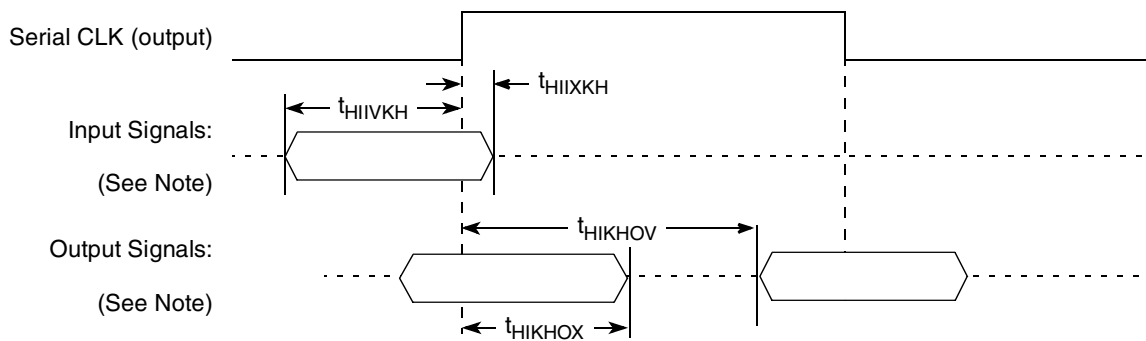 Serial CLK (output)
tHIIXKH
tHIIVKH
Input Signals:
(See Note)
tHIKHOV
Output Signals:
(See Note)
tHIKHOX